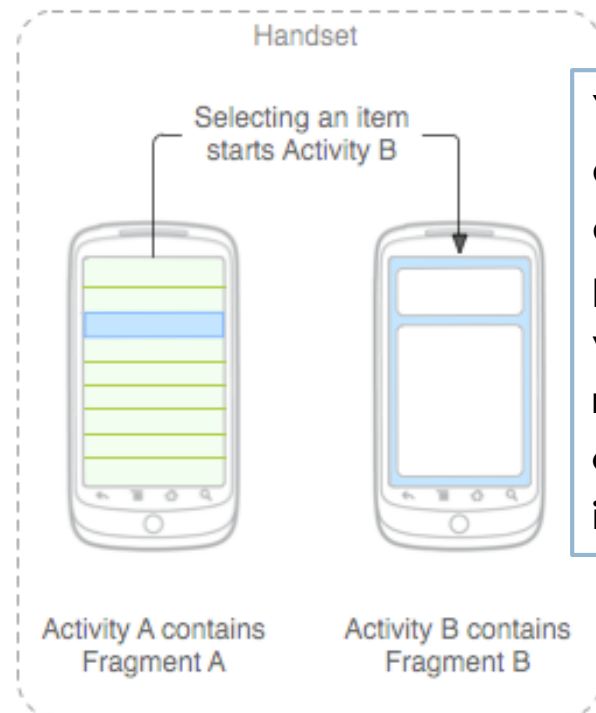 Handset
Selecting an item
starts Activity B
Activity A contains
Fragment A
Activity B contains
Fragment B